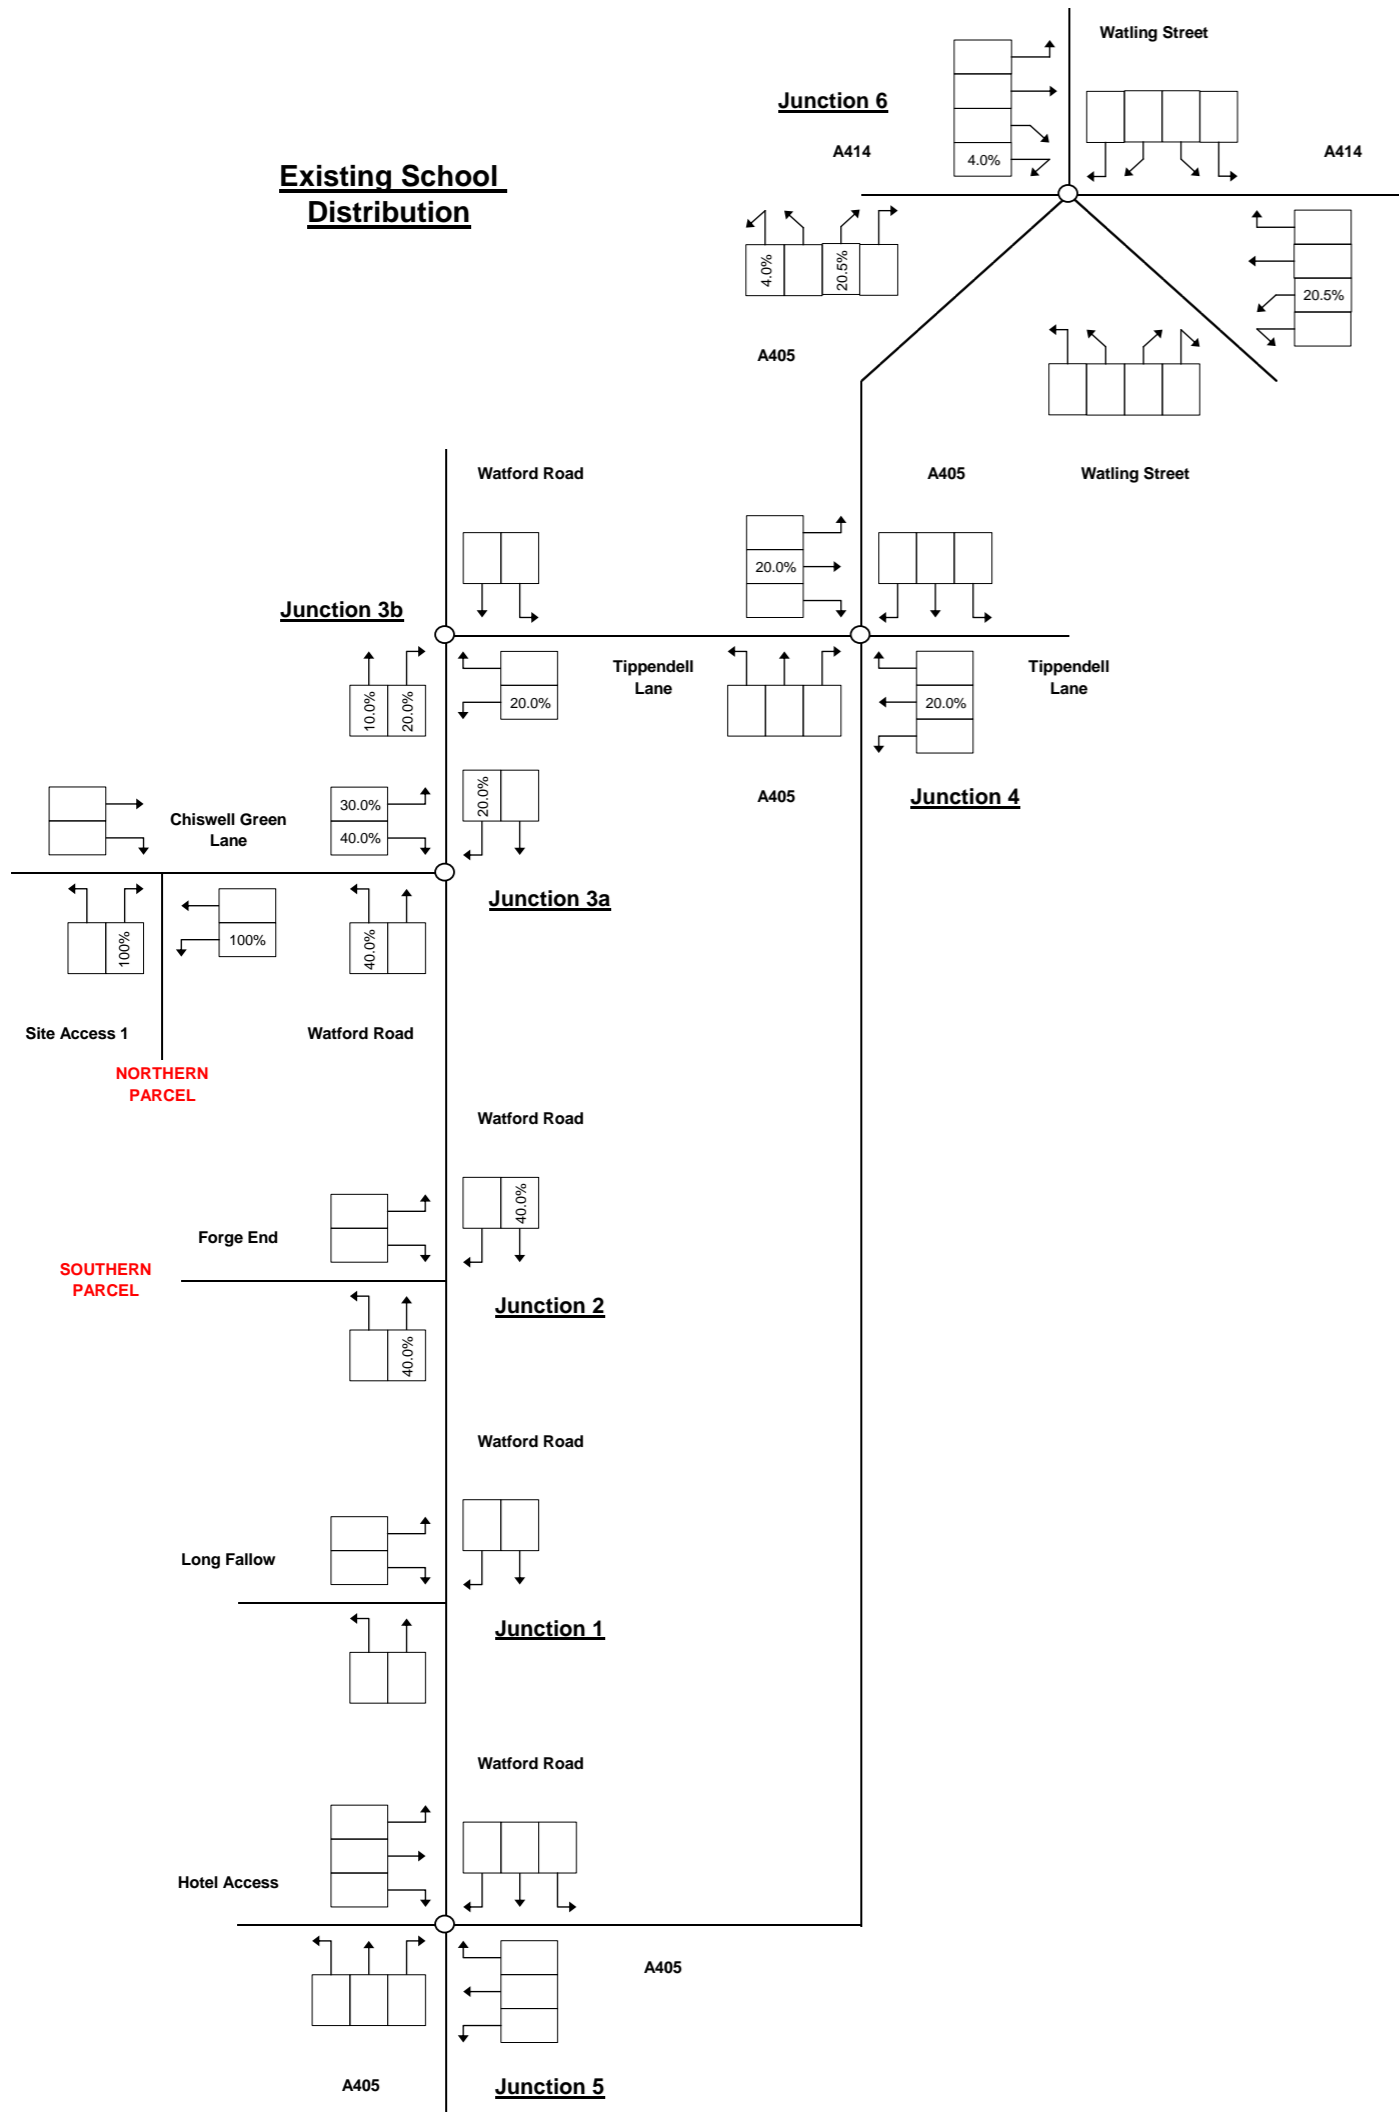 Watling Street
Junction 6
A414
A414
4.0%
Existing School
Distribution
4.0%
20.5%
20.5%
A405
Watford Road
A405
Watling Street
20.0%
Junction 3b
Tippendell
Lane
Tippendell
Lane
10.0%
20.0%
20.0%
20.0%
A405
Junction 4
Chiswell Green
Lane
30.0%
40.0%
20.0%
Junction 3a
100%
100%
40.0%
Site Access 1
Watford Road
NORTHERN
PARCEL
Watford Road
40.0%
Forge End
SOUTHERN
PARCEL
Junction 2
40.0%
Watford Road
Long Fallow
Junction 1
Watford Road
Hotel Access
A405
A405
Junction 5